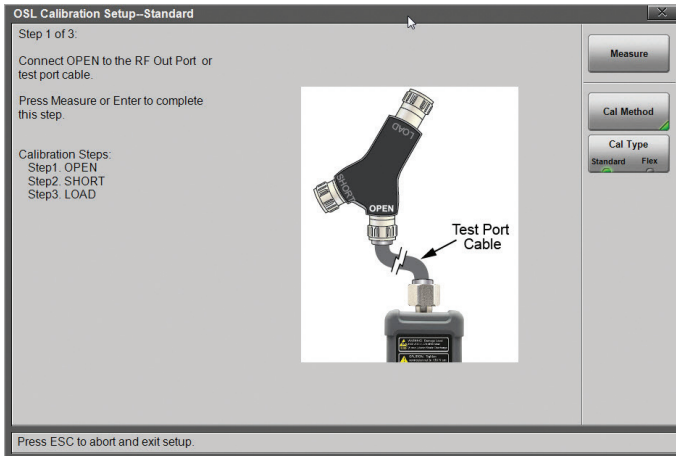 OSL Calibration Setup--Standard
Step 1 of 3:
Connect OPEN to the RF Out Port or
test port cable.
Press Measure or Enter to complete
this step.
Calibration Steps:
Step1. OPEN
Step2. SHORT
Step3. LOAD
LOAD
SHORT
OPEN
Test Port
Cable
Measure
Cal Method
Cal Type
Standard Flex
Press ESC to abort and exit setup.